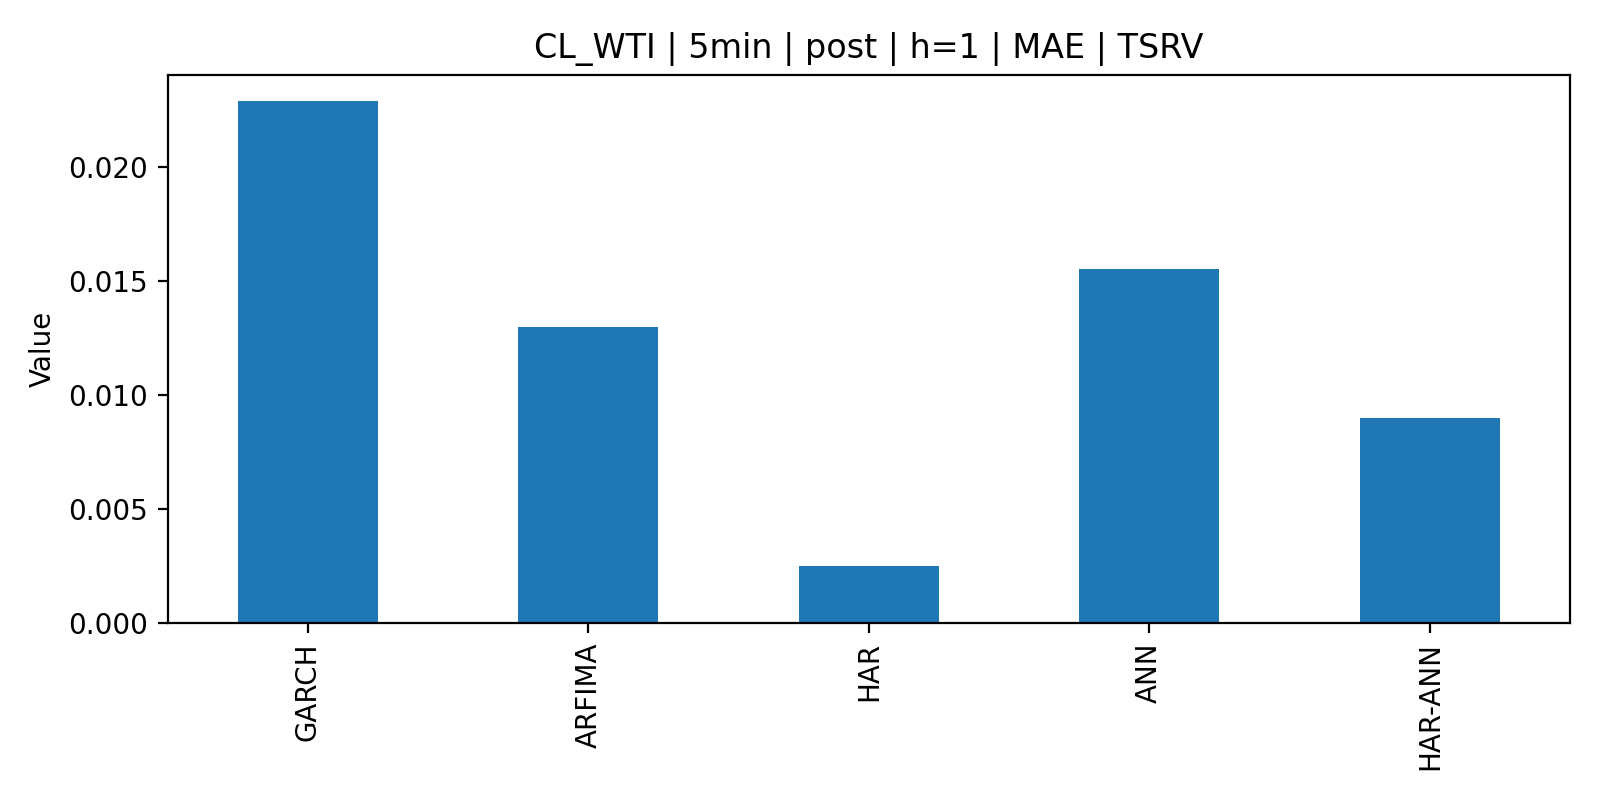 CL_WTI | 5min | post | h=1 | MAE | TSRV
Value
0.020
0.015
0.010
0.005
0.000
GARCH
ARFIMA
HAR
ANN
HAR-ANN